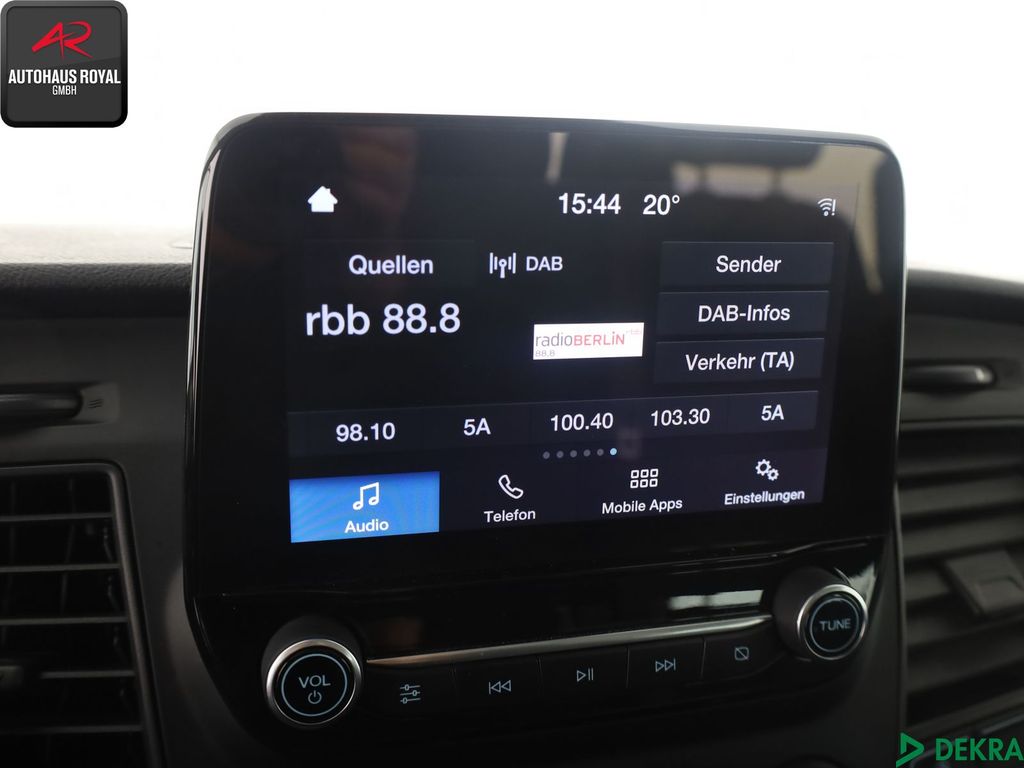 AR
AUTOHAUS ROYAL
GMBH
15:44 20°
Quellen DAB Sender
rbb 88.8 DAB-Infos
radioBERLIN rbb
88.8
Verkehr (TA)
98.10 5A 100.40 103.30 5A
Audio Telefon Mobile Apps Einstellungen
VOL TUNE
DEKRA